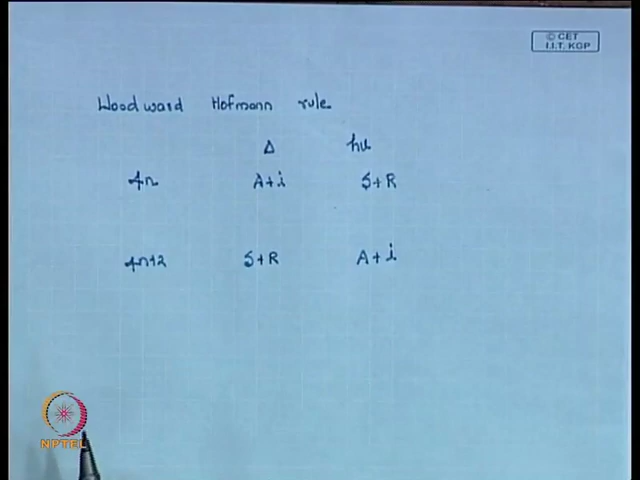 © CET
I.I.T. KGP
Woodward Hofmann rule
Δ hν
4n A+i S+R
4n+2 S+R A+i
NPTEL